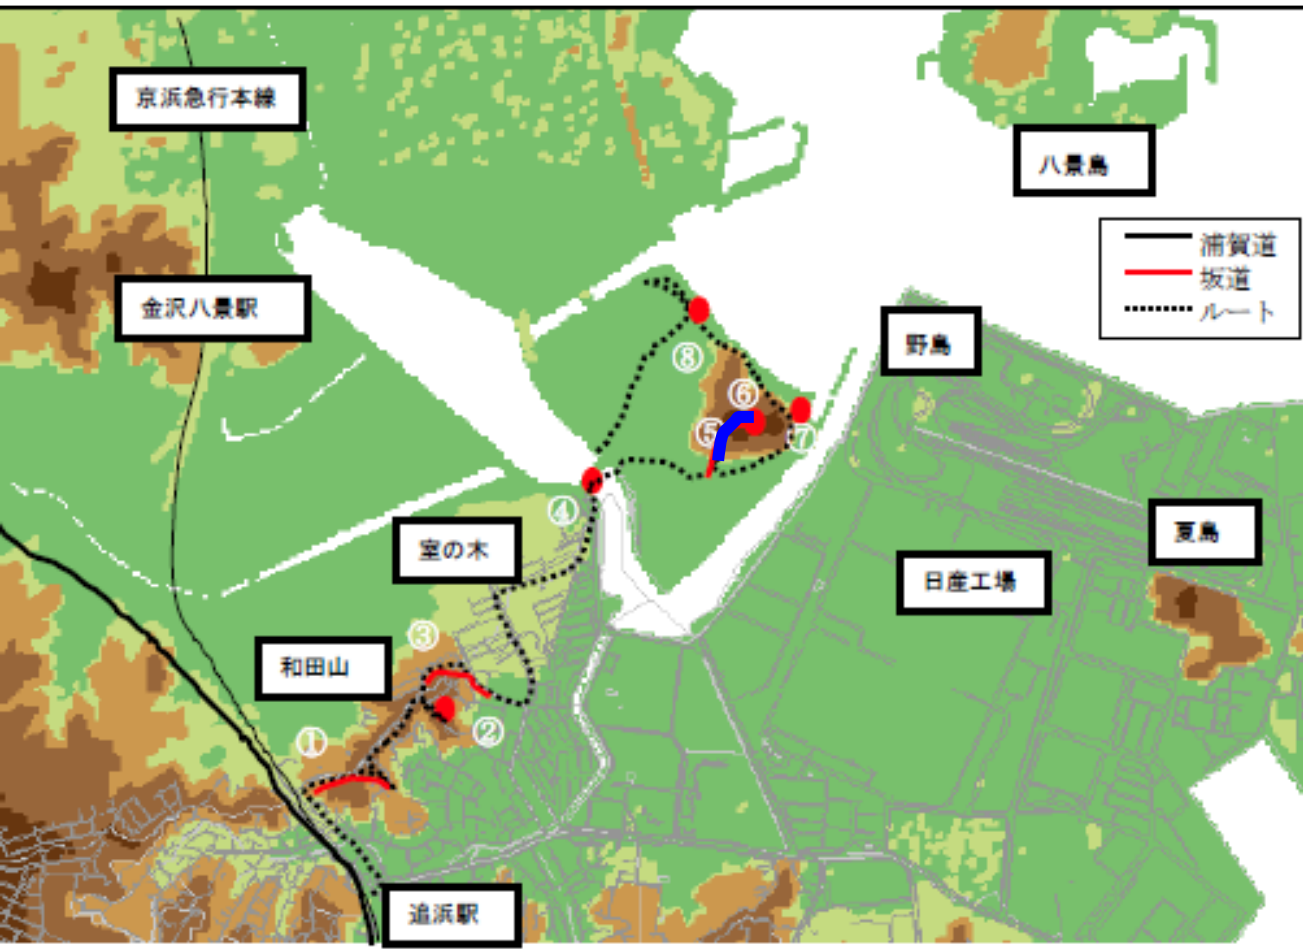 京浜急行本線
八景島
浦賀道
坂道
ルート
金沢八景駅
野島
⑧
⑥
⑤
⑦
④
室の木
夏島
日産工場
③
和田山
②
①
追浜駅